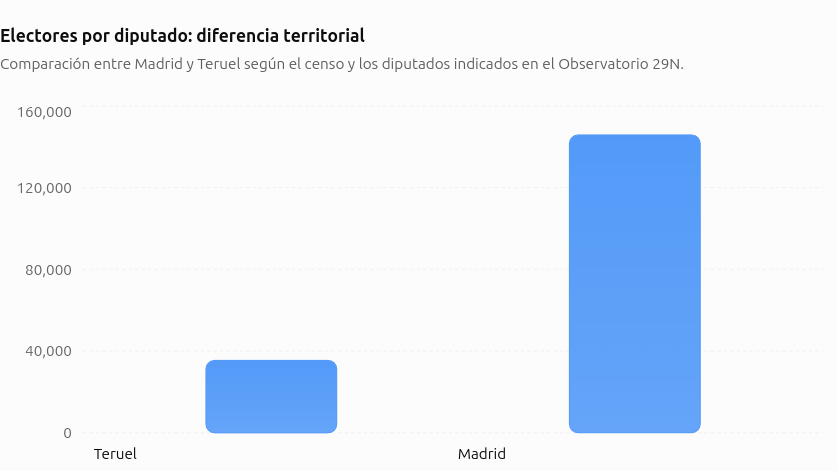 Electores por diputado: diferencia territorial
Comparación entre Madrid y Teruel según el censo y los diputados indicados en el Observatorio 29N.
160,000
120,000
80,000
40,000
0
Teruel
Madrid